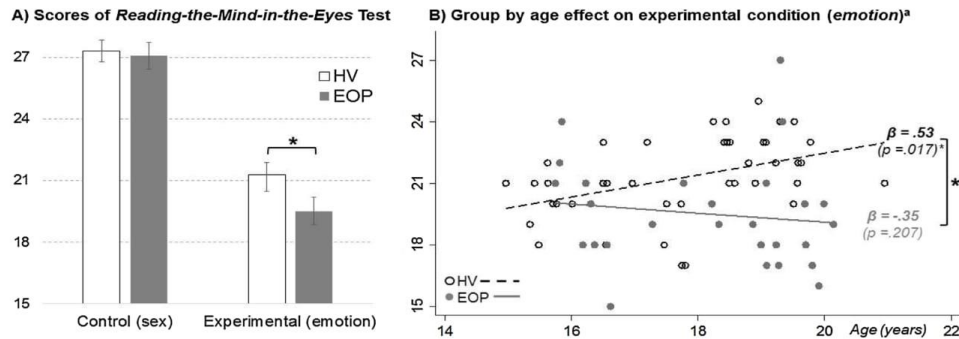 A) Scores of Reading-the-Mind-in-the-Eyes Test
27
24
21
18
15
HV
EOP
*
Control (sex)
Experimental (emotion)
B) Group by age effect on experimental condition (emotion)ª
27
24
21
18
15
β = .53
(p =.017)*
*
β = -.35
(p =.207)
HV
EOP
14
16
18
20
22
Age (years)